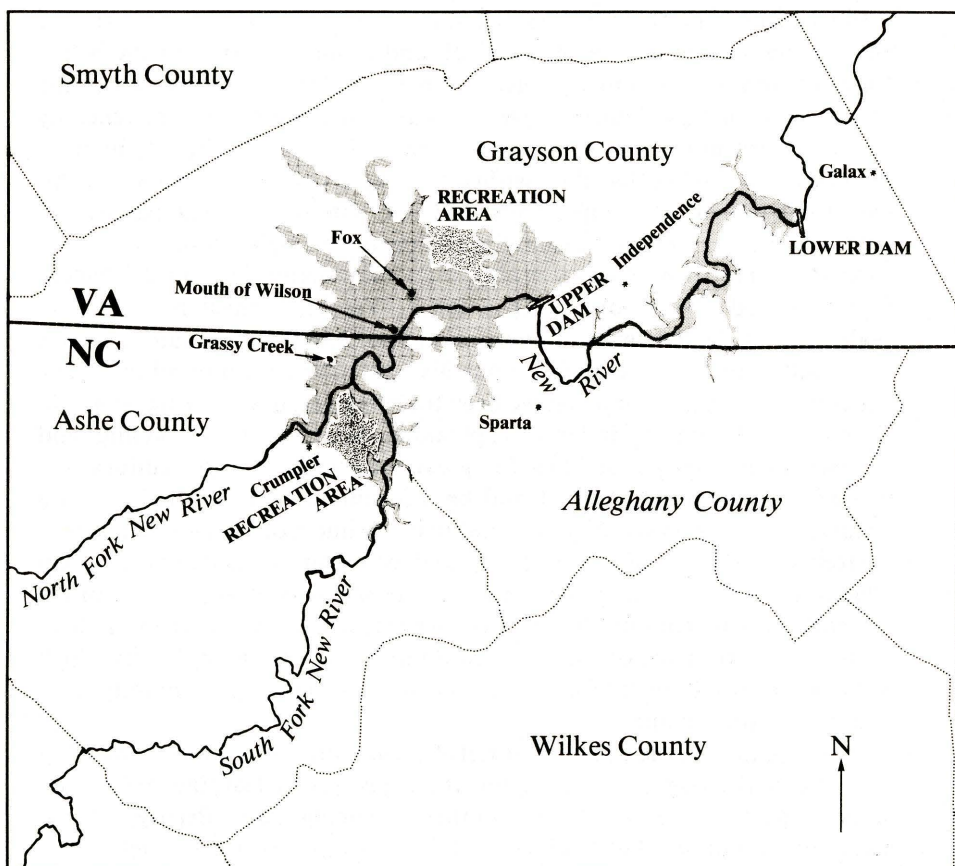 Smyth County
Grayson County
Galax
RECREATION
AREA
Independence
Fox
LOWER DAM
Mouth of Wilson
UPPER
DAM
VA
NC
Grassy Creek
New
River
Ashe County
Sparta
Crumpler
RECREATION
AREA
Alleghany County
North Fork New River
South Fork New River
Wilkes County
N